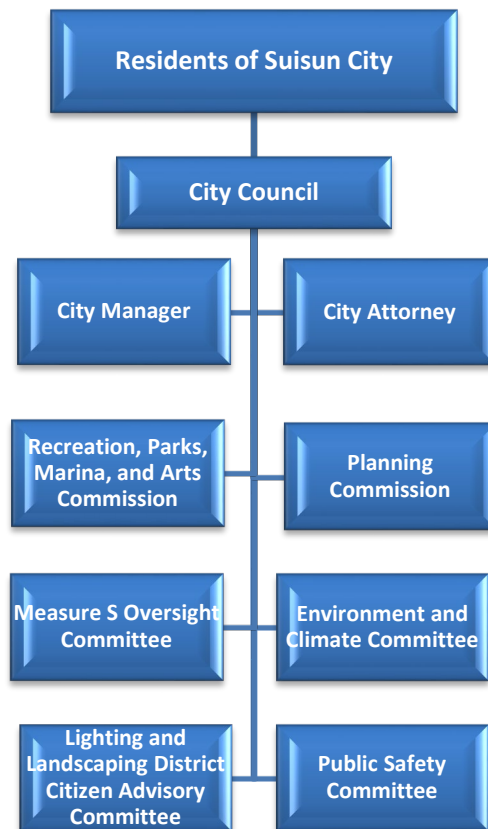 Residents of Suisun City
City Council
City Manager
City Attorney
Recreation, Parks,
Marina, and Arts
Commission
Planning
Commission
Measure S Oversight
Committee
Environment and
Climate Committee
Lighting and
Landscaping District
Citizen Advisory
Committee
Public Safety
Committee